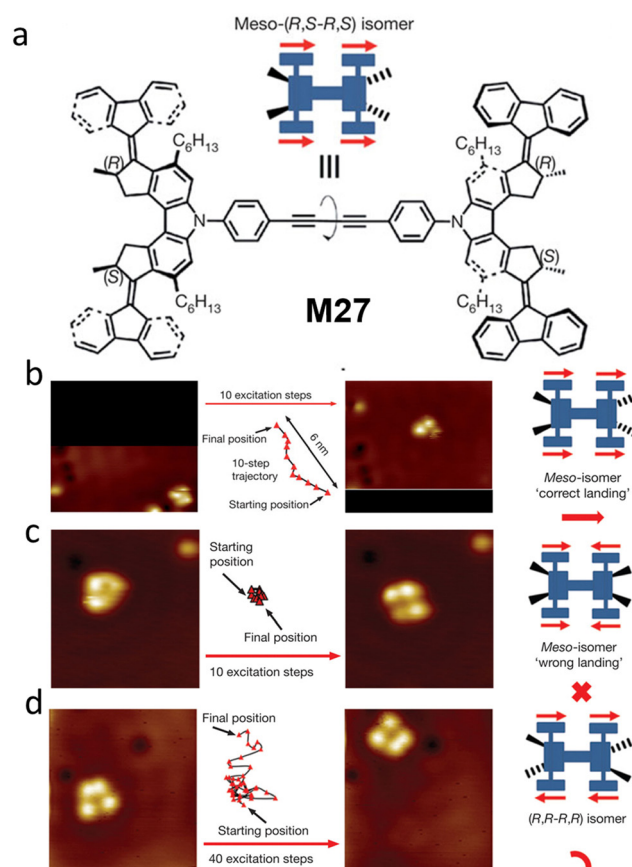 a
Meso-(R,S-R,S) isomer
C6H13
(R)
N
(S)
C6H13
C6H13
(R)
N
(S)
C6H13
M27
b
10 excitation steps
Final position
6 nm
10-step
trajectory
Starting position
Meso-isomer
'correct landing'
c
Starting
position
Final position
10 excitation steps
Meso-isomer
'wrong landing'
d
Final position
Starting position
40 excitation steps
(R,R-R,R) isomer